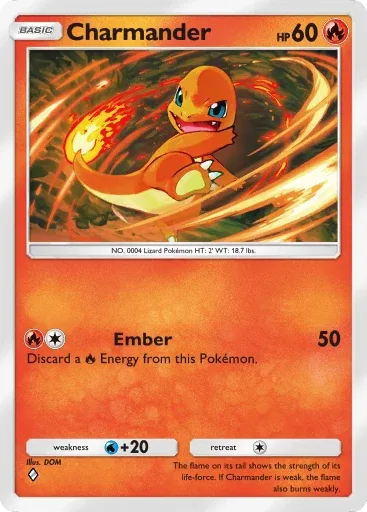 BASIC Charmander HP 60
NO. 0004 Lizard Pokémon HT: 2' WT: 18.7 lbs.
Ember 50
Discard a Energy from this Pokémon.
weakness +20 retreat
Illus. DOM
The flame on its tail shows the strength of its
life-force. If Charmander is weak, the flame
also burns weakly.